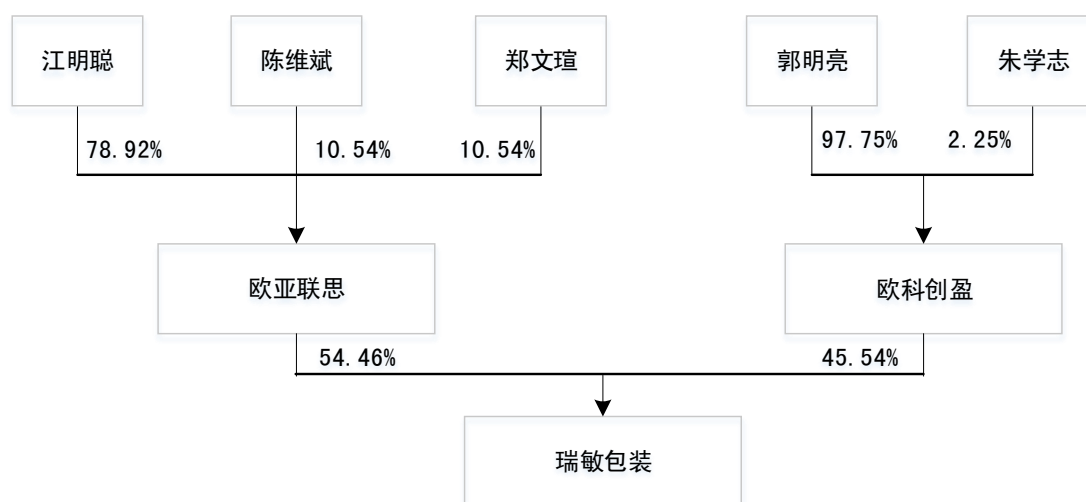 江明聪 陈维斌 郑文瑄 郭明亮 朱学志
78.92% 10.54% 10.54% 97.75% 2.25%
欧亚联思 欧科创盈
54.46% 45.54%
瑞敏包装